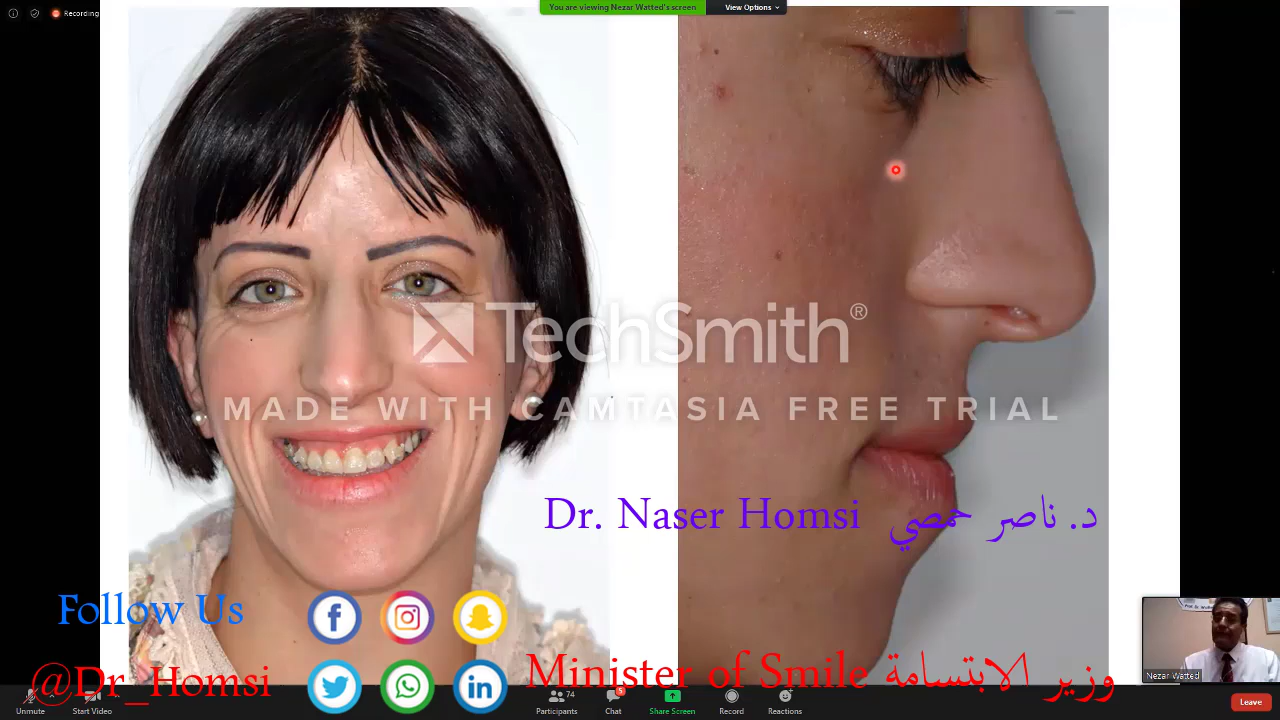 Recording
You are viewing Nezar Watted's screen
View Options
TechSmith®
MADE WITH CAMTASIA FREE TRIAL
Dr. Naser Homsi د. ناصر حمصي
Follow Us
@Dr_Homsi
Minister of Smile وزير الابتسامة
Nezar Watted
Unmute
Start Video
Participants
74
Chat
5
Share Screen
Record
Reactions
Leave